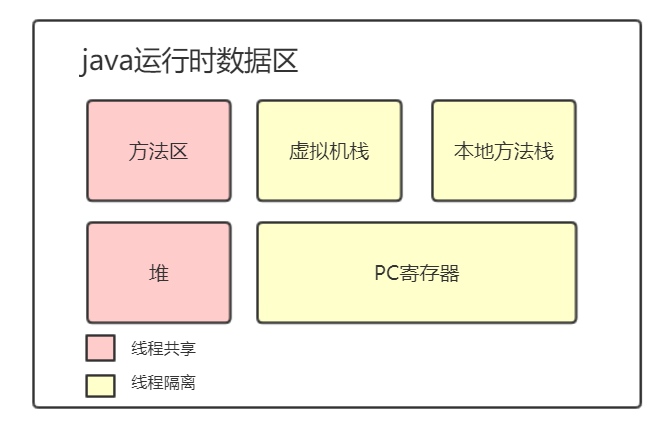 java运行时数据区
方法区
虚拟机栈
本地方法栈
堆
PC寄存器
线程共享
线程隔离